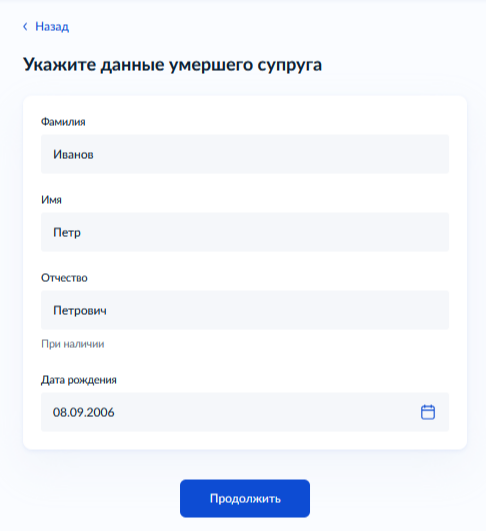 Назад
Укажите данные умершего супруга
Фамилия
Иванов
Имя
Петр
Отчество
Петрович
При наличии
Дата рождения
08.09.2006
Продолжить